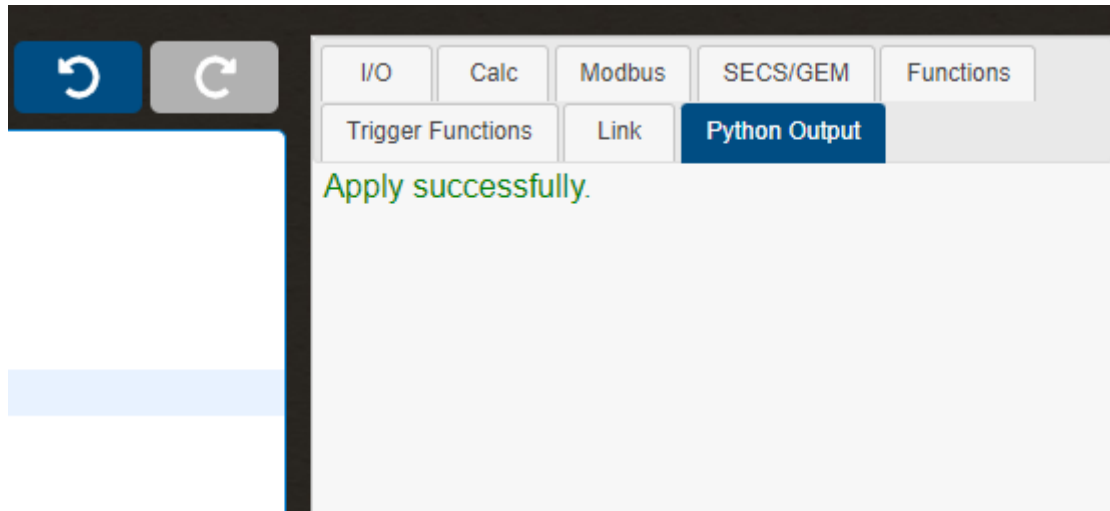 I/O Calc Modbus SECS/GEM Functions
Trigger Functions Link Python Output
Apply successfully.